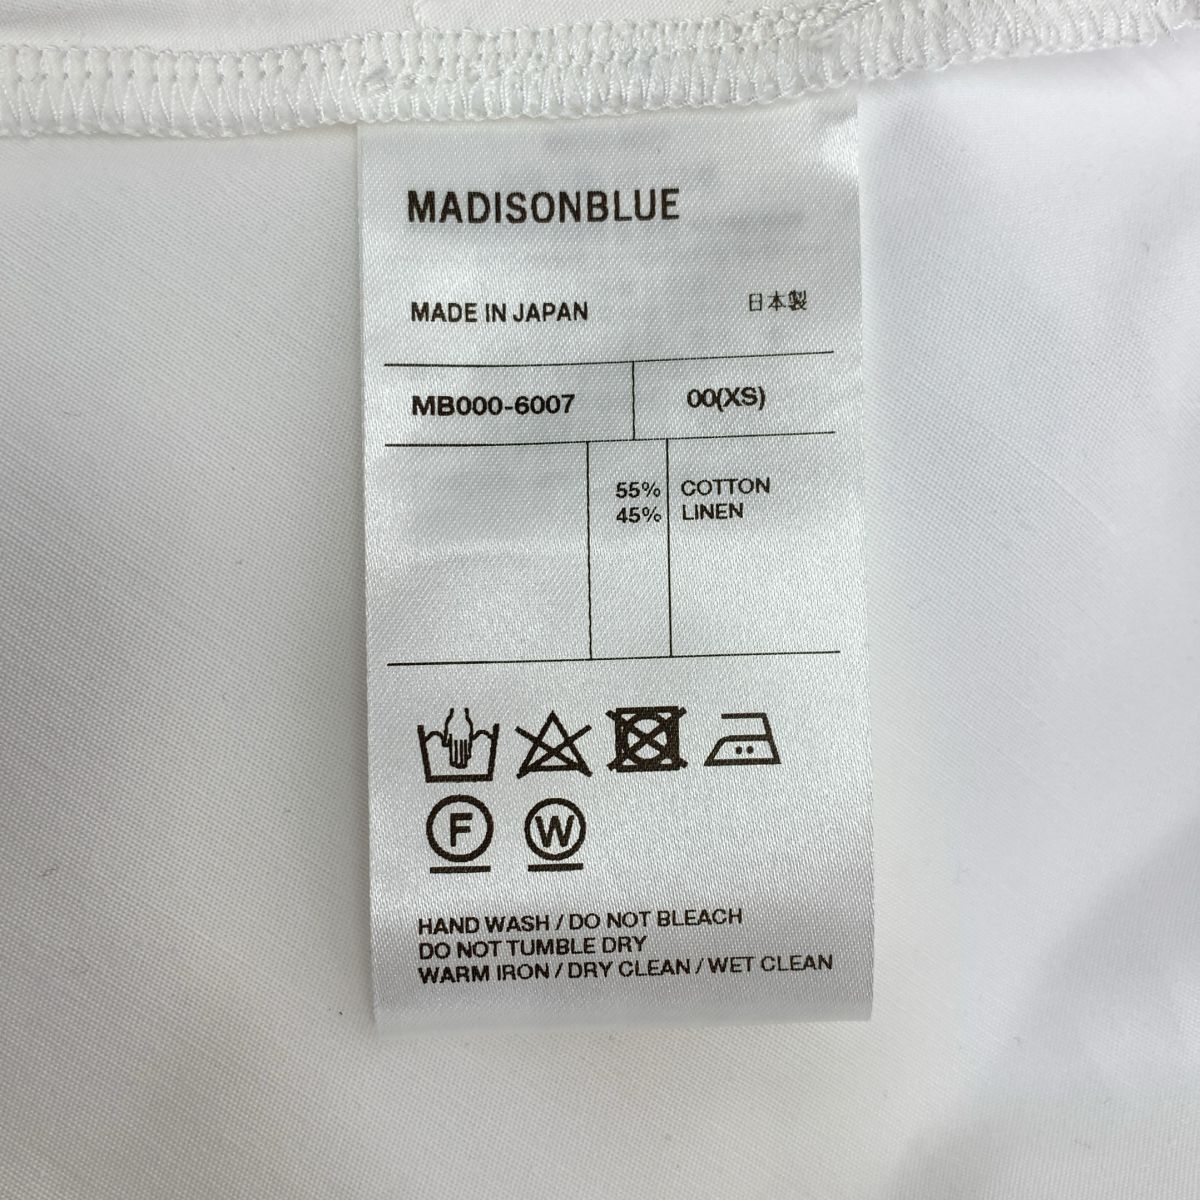 MADISONBLUE
MADE IN JAPAN 日本製
MB000-6007 00(XS)
55% COTTON
45% LINEN
F W
HAND WASH / DO NOT BLEACH
DO NOT TUMBLE DRY
WARM IRON / DRY CLEAN / WET CLEAN